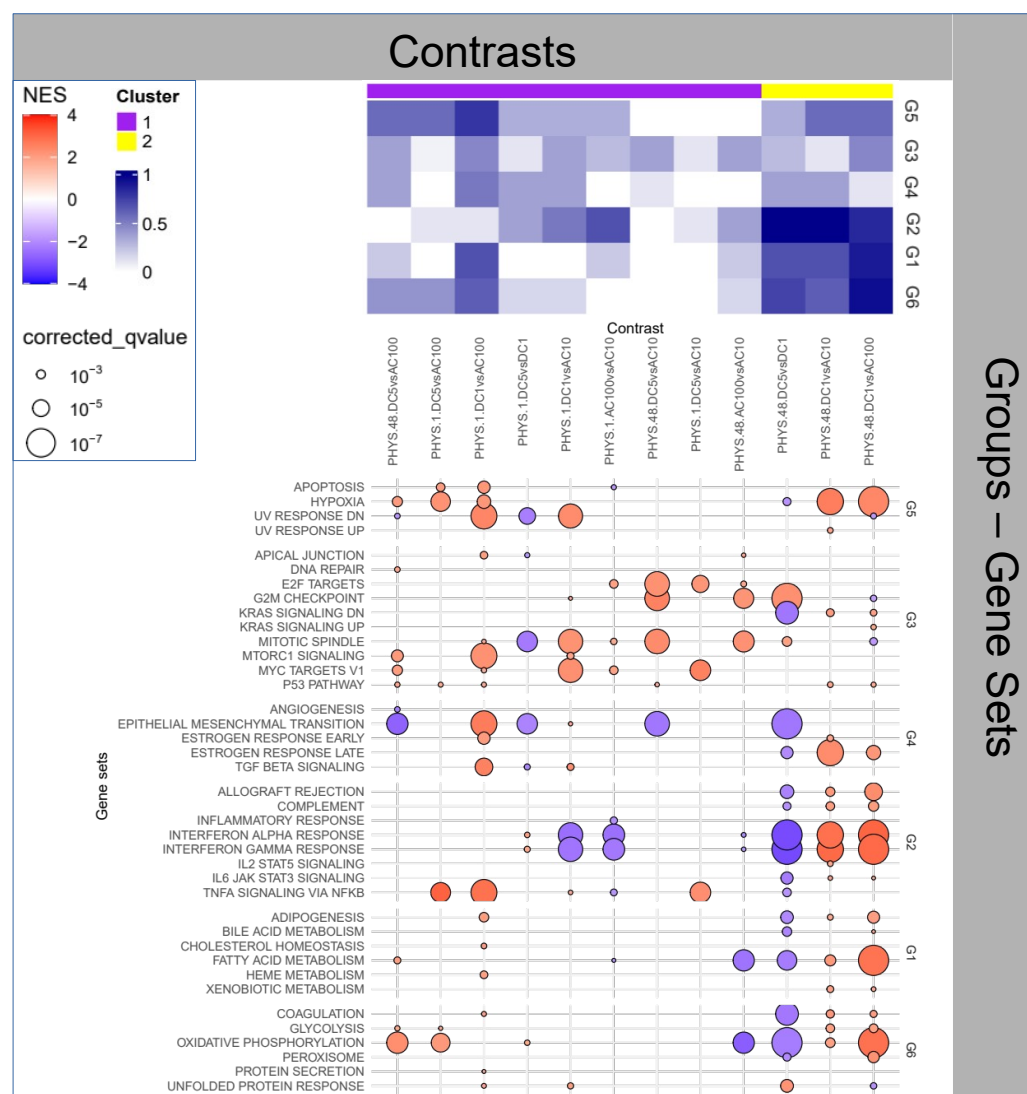 Contrasts
NES
4
2
0
−2
−4
Cluster
1
2
1
0.5
0
corrected_qvalue
10−3
10−5
10−7
G5
G3
G4
G2
G1
G6
Contrast
PHYS.48.DC5vsAC100
PHYS.1.DC5vsAC100
PHYS.1.DC1vsAC100
PHYS.1.DC5vsDC1
PHYS.1.DC1vsAC10
PHYS.1.AC100vsAC10
PHYS.48.DC5vsAC10
PHYS.1.DC5vsAC10
PHYS.48.AC100vsAC10
PHYS.48.DC5vsDC1
PHYS.48.DC1vsAC10
PHYS.48.DC1vsAC100
Gene sets
APOPTOSIS
HYPOXIA
UV RESPONSE DN
UV RESPONSE UP
G5
APICAL JUNCTION
DNA REPAIR
E2F TARGETS
G2M CHECKPOINT
KRAS SIGNALING DN
KRAS SIGNALING UP
MITOTIC SPINDLE
MTORC1 SIGNALING
MYC TARGETS V1
P53 PATHWAY
G3
ANGIOGENESIS
EPITHELIAL MESENCHYMAL TRANSITION
ESTROGEN RESPONSE EARLY
ESTROGEN RESPONSE LATE
TGF BETA SIGNALING
G4
ALLOGRAFT REJECTION
COMPLEMENT
INFLAMMATORY RESPONSE
INTERFERON ALPHA RESPONSE
INTERFERON GAMMA RESPONSE
IL2 STAT5 SIGNALING
IL6 JAK STAT3 SIGNALING
TNFA SIGNALING VIA NFKB
G2
ADIPOGENESIS
BILE ACID METABOLISM
CHOLESTEROL HOMEOSTASIS
FATTY ACID METABOLISM
HEME METABOLISM
XENOBIOTIC METABOLISM
G1
COAGULATION
GLYCOLYSIS
OXIDATIVE PHOSPHORYLATION
PEROXISOME
PROTEIN SECRETION
UNFOLDED PROTEIN RESPONSE
G6
Groups – Gene Sets